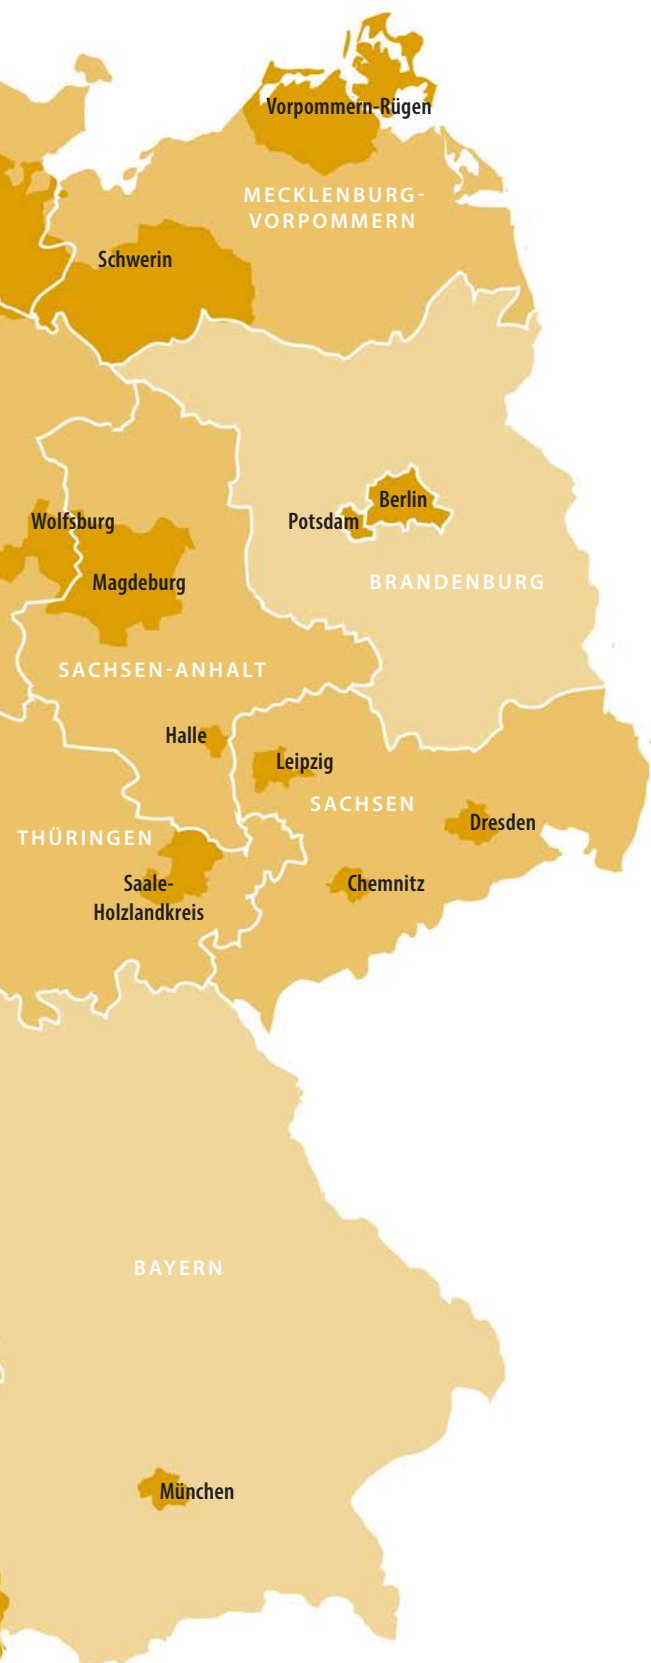 Vorpommern-Rügen
MECKLENBURG-
VORPOMMERN
Schwerin
Berlin
Potsdam
Wolfsburg
Magdeburg
BRANDENBURG
SACHSEN-ANHALT
Halle
Leipzig
SACHSEN
Dresden
THÜRINGEN
Saale-
Holzlandkreis
Chemnitz
BAYERN
München